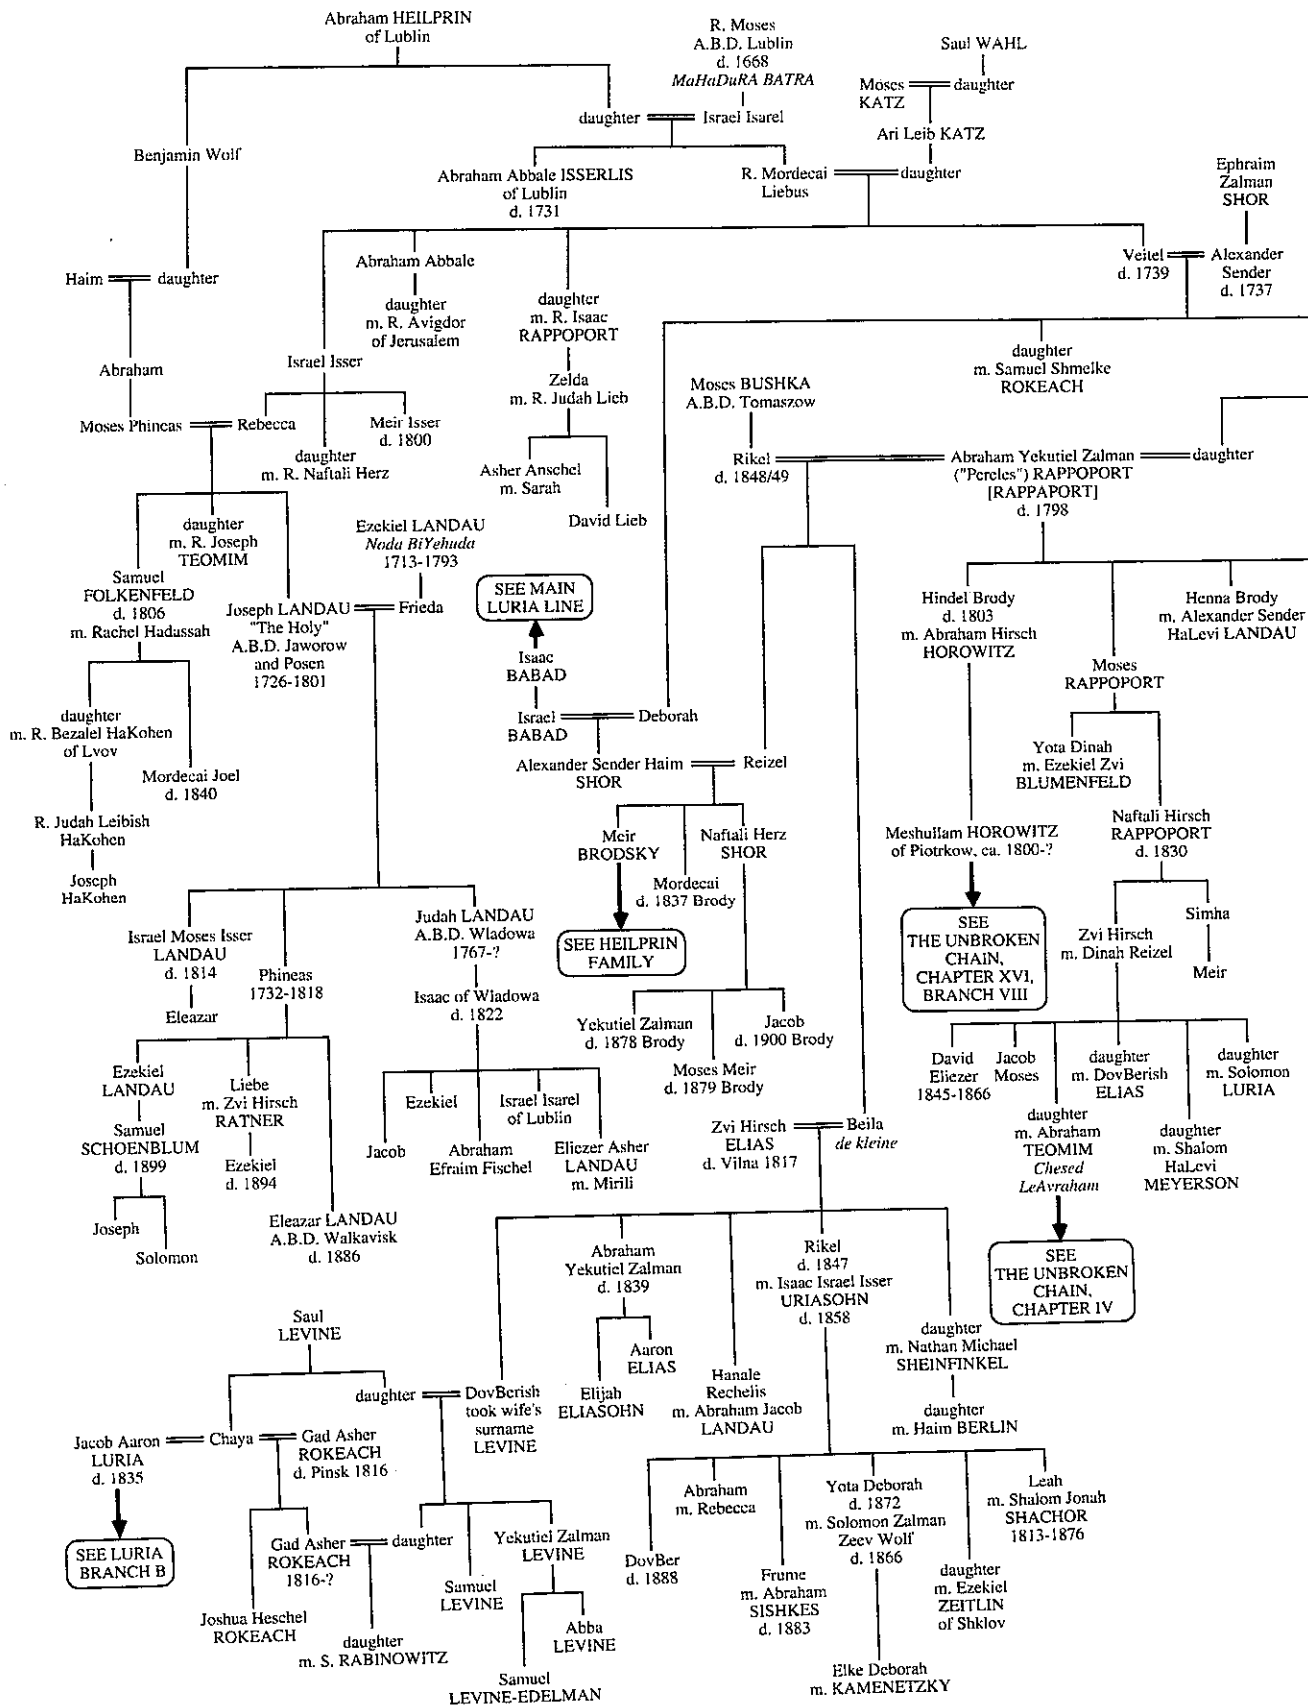 Abraham HEILPRIN
of Lublin
R. Moses
A.B.D. Lublin
d. 1668
MaHaDuRA BATRA
Saul WAHL
Moses
KATZ
daughter
daughter
Israel Isarel
Ari Leib KATZ
Benjamin Wolf
Abraham Abbale ISSERLIS
of Lublin
d. 1731
R. Mordecai
Liebus
daughter
Ephraim
Zalman
SHOR
Haim
daughter
Abraham Abbale
daughter
m. R. Avigdor
of Jerusalem
daughter
m. R. Isaac
RAPPOPORT
Veitel
d. 1739
Alexander
Sender
d. 1737
Abraham
Israel Isser
Zelda
m. R. Judah Lieb
Moses BUSHKA
A.B.D. Tomaszow
daughter
m. Samuel Shmelke
ROKEACH
Moses Phineas
Rebecca
Meir Isser
d. 1800
daughter
m. R. Naftali Herz
Asher Anschel
m. Sarah
David Lieb
Rikel
d. 1848/49
Abraham Yekutiel Zalman
("Pereles") RAPPOPORT
[RAPPAPORT]
d. 1798
daughter
daughter
m. R. Joseph
TEOMIM
Ezekiel LANDAU
Noda BiYehuda
1713-1793
Samuel
FOLKENFELD
d. 1806
m. Rachel Hadassah
Joseph LANDAU
"The Holy"
A.B.D. Jaworow
and Posen
1726-1801
Frieda
SEE MAIN
LURIA LINE
Isaac
BABAD
Israel
BABAD
Deborah
Hindel Brody
d. 1803
m. Abraham Hirsch
HOROWITZ
Moses
RAPPOPORT
Henna Brody
m. Alexander Sender
HaLevi LANDAU
daughter
m. R. Bezalel HaKohen
of Lvov
Mordecai Joel
d. 1840
Alexander Sender Haim
SHOR
Reizel
Yota Dinah
m. Ezekiel Zvi
BLUMENFELD
R. Judah Leibish
HaKohen
Joseph
HaKohen
Meir
BRODSKY
Mordecai
d. 1837 Brody
Naftali Herz
SHOR
Meshullam HOROWITZ
of Piotrkow, ca. 1800-?
Naftali Hirsch
RAPPOPORT
d. 1830
Israel Moses Isser
LANDAU
d. 1814
Eleazar
Phineas
1732-1818
Judah LANDAU
A.B.D. Wladowa
1767-?
Isaac of Wladowa
d. 1822
SEE HEILPRIN
FAMILY
SEE
THE UNBROKEN
CHAIN,
CHAPTER XVI,
BRANCH VIII
Zvi Hirsch
m. Dinah Reizel
Simha
Meir
Yekutiel Zalman
d. 1878 Brody
Moses Meir
d. 1879 Brody
Jacob
d. 1900 Brody
Ezekiel
LANDAU
Samuel
SCHOENBLUM
d. 1899
Joseph
Solomon
Liebe
m. Zvi Hirsch
RATNER
Ezekiel
d. 1894
Eleazar LANDAU
A.B.D. Walkavisk
d. 1886
Jacob
Ezekiel
Abraham
Efraim Fischel
Israel Isarel
of Lublin
Eliezer Asher
LANDAU
m. Mirili
Zvi Hirsch
ELIAS
d. Vilna 1817
Beila
de kleine
David
Eliezer
1845-1866
Jacob
Moses
daughter
m. Abraham
TEOMIM
Chesed
LeAvraham
daughter
m. DovBerish
ELIAS
daughter
m. Shalom
HaLevi
MEYERSON
daughter
m. Solomon
LURIA
SEE
THE UNBROKEN
CHAIN,
CHAPTER IV
Abraham
Yekutiel Zalman
d. 1839
Rikel
d. 1847
m. Isaac Israel Isser
URIASOHN
d. 1858
daughter
m. Nathan Michael
SHEINFINKEL
daughter
m. Haim BERLIN
Saul
LEVINE
Elijah
ELIASOHN
Aaron
ELIAS
Hanale
Rechelis
m. Abraham Jacob
LANDAU
daughter
DovBerish
took wife's
surname
LEVINE
Jacob Aaron
LURIA
d. 1835
Chaya
Gad Asher
ROKEACH
d. Pinsk 1816
SEE LURIA
BRANCH B
Joshua Heschel
ROKEACH
Gad Asher
ROKEACH
1816-?
daughter
daughter
m. S. RABINOWITZ
Samuel
LEVINE
Yekutiel Zalman
LEVINE
Samuel
LEVINE-EDELMAN
Abba
LEVINE
DovBer
d. 1888
Abraham
m. Rebecca
Frume
m. Abraham
SISHKES
d. 1883
Yota Deborah
d. 1872
m. Solomon Zalman
Zeev Wolf
d. 1866
Elke Deborah
m. KAMENETZKY
daughter
m. Ezekiel
ZEITLIN
of Shklov
Leah
m. Shalom Jonah
SHACHOR
1813-1876